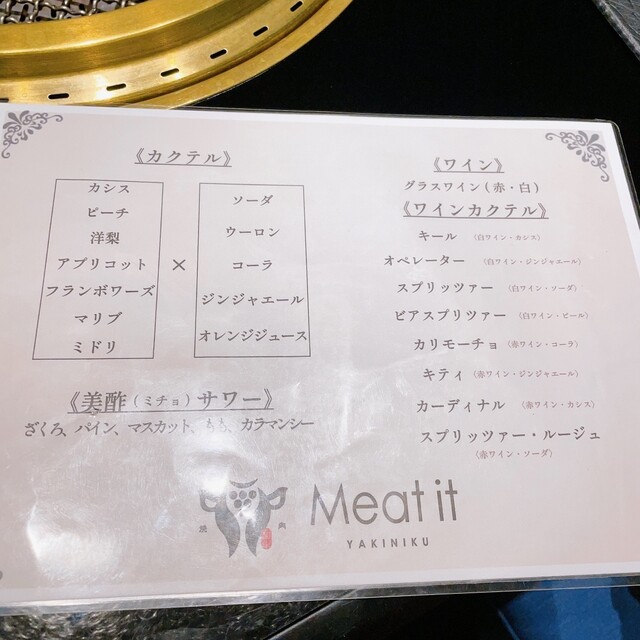 《カクテル》
カシス
ピーチ
洋梨
アプリコット
フランボワーズ
マリブ
ミドリ
×
ソーダ
ウーロン
コーラ
ジンジャエール
オレンジジュース
《美酢(ミチョ)サワー》
ざくろ、パイン、マスカット、もも、カラマンシー
《ワイン》
グラスワイン(赤・白)
《ワインカクテル》
キール (白ワイン・カシス)
オペレーター (白ワイン・ジンジャエール)
スプリッツァー (白ワイン・ソーダ)
ビアスプリツァー (白ワイン・ビール)
カリモーチョ (赤ワイン・コーラ)
キティ (赤ワイン・ジンジャエール)
カーディナル (赤ワイン・カシス)
スプリッツァー・ルージュ
(赤ワイン・ソーダ)
焼肉
Meat it
YAKINIKU